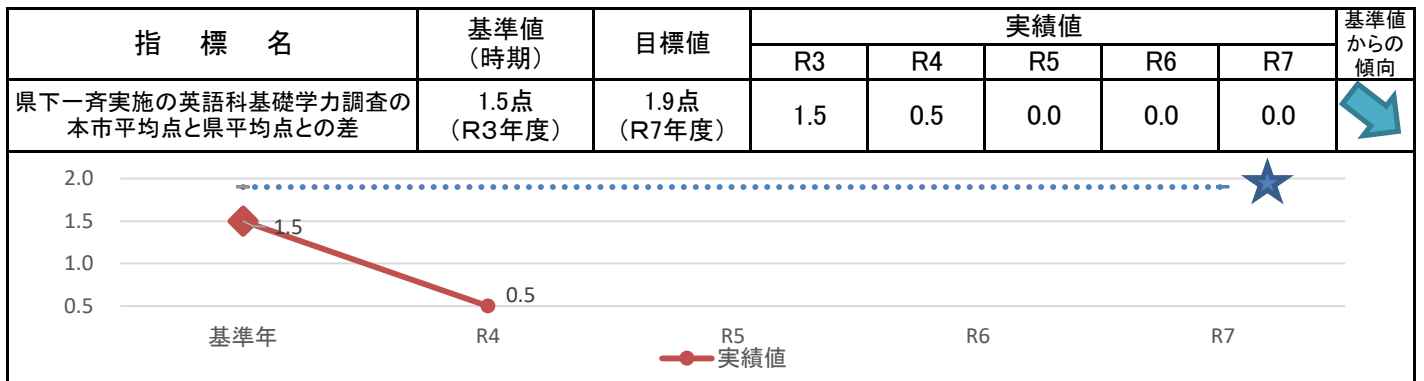 指 標 名
基準値
（時期）
目標値
実績値
基準値
からの
傾向
R3
R4
R5
R6
R7
県下一斉実施の英語科基礎学力調査の
本市平均点と県平均点との差
1.5点
（R3年度）
1.9点
（R7年度）
1.5
0.5
0.0
0.0
0.0
2.0
1.5
1.0
0.5
1.5
0.5
基準年
R4
R5
R6
R7
実績値